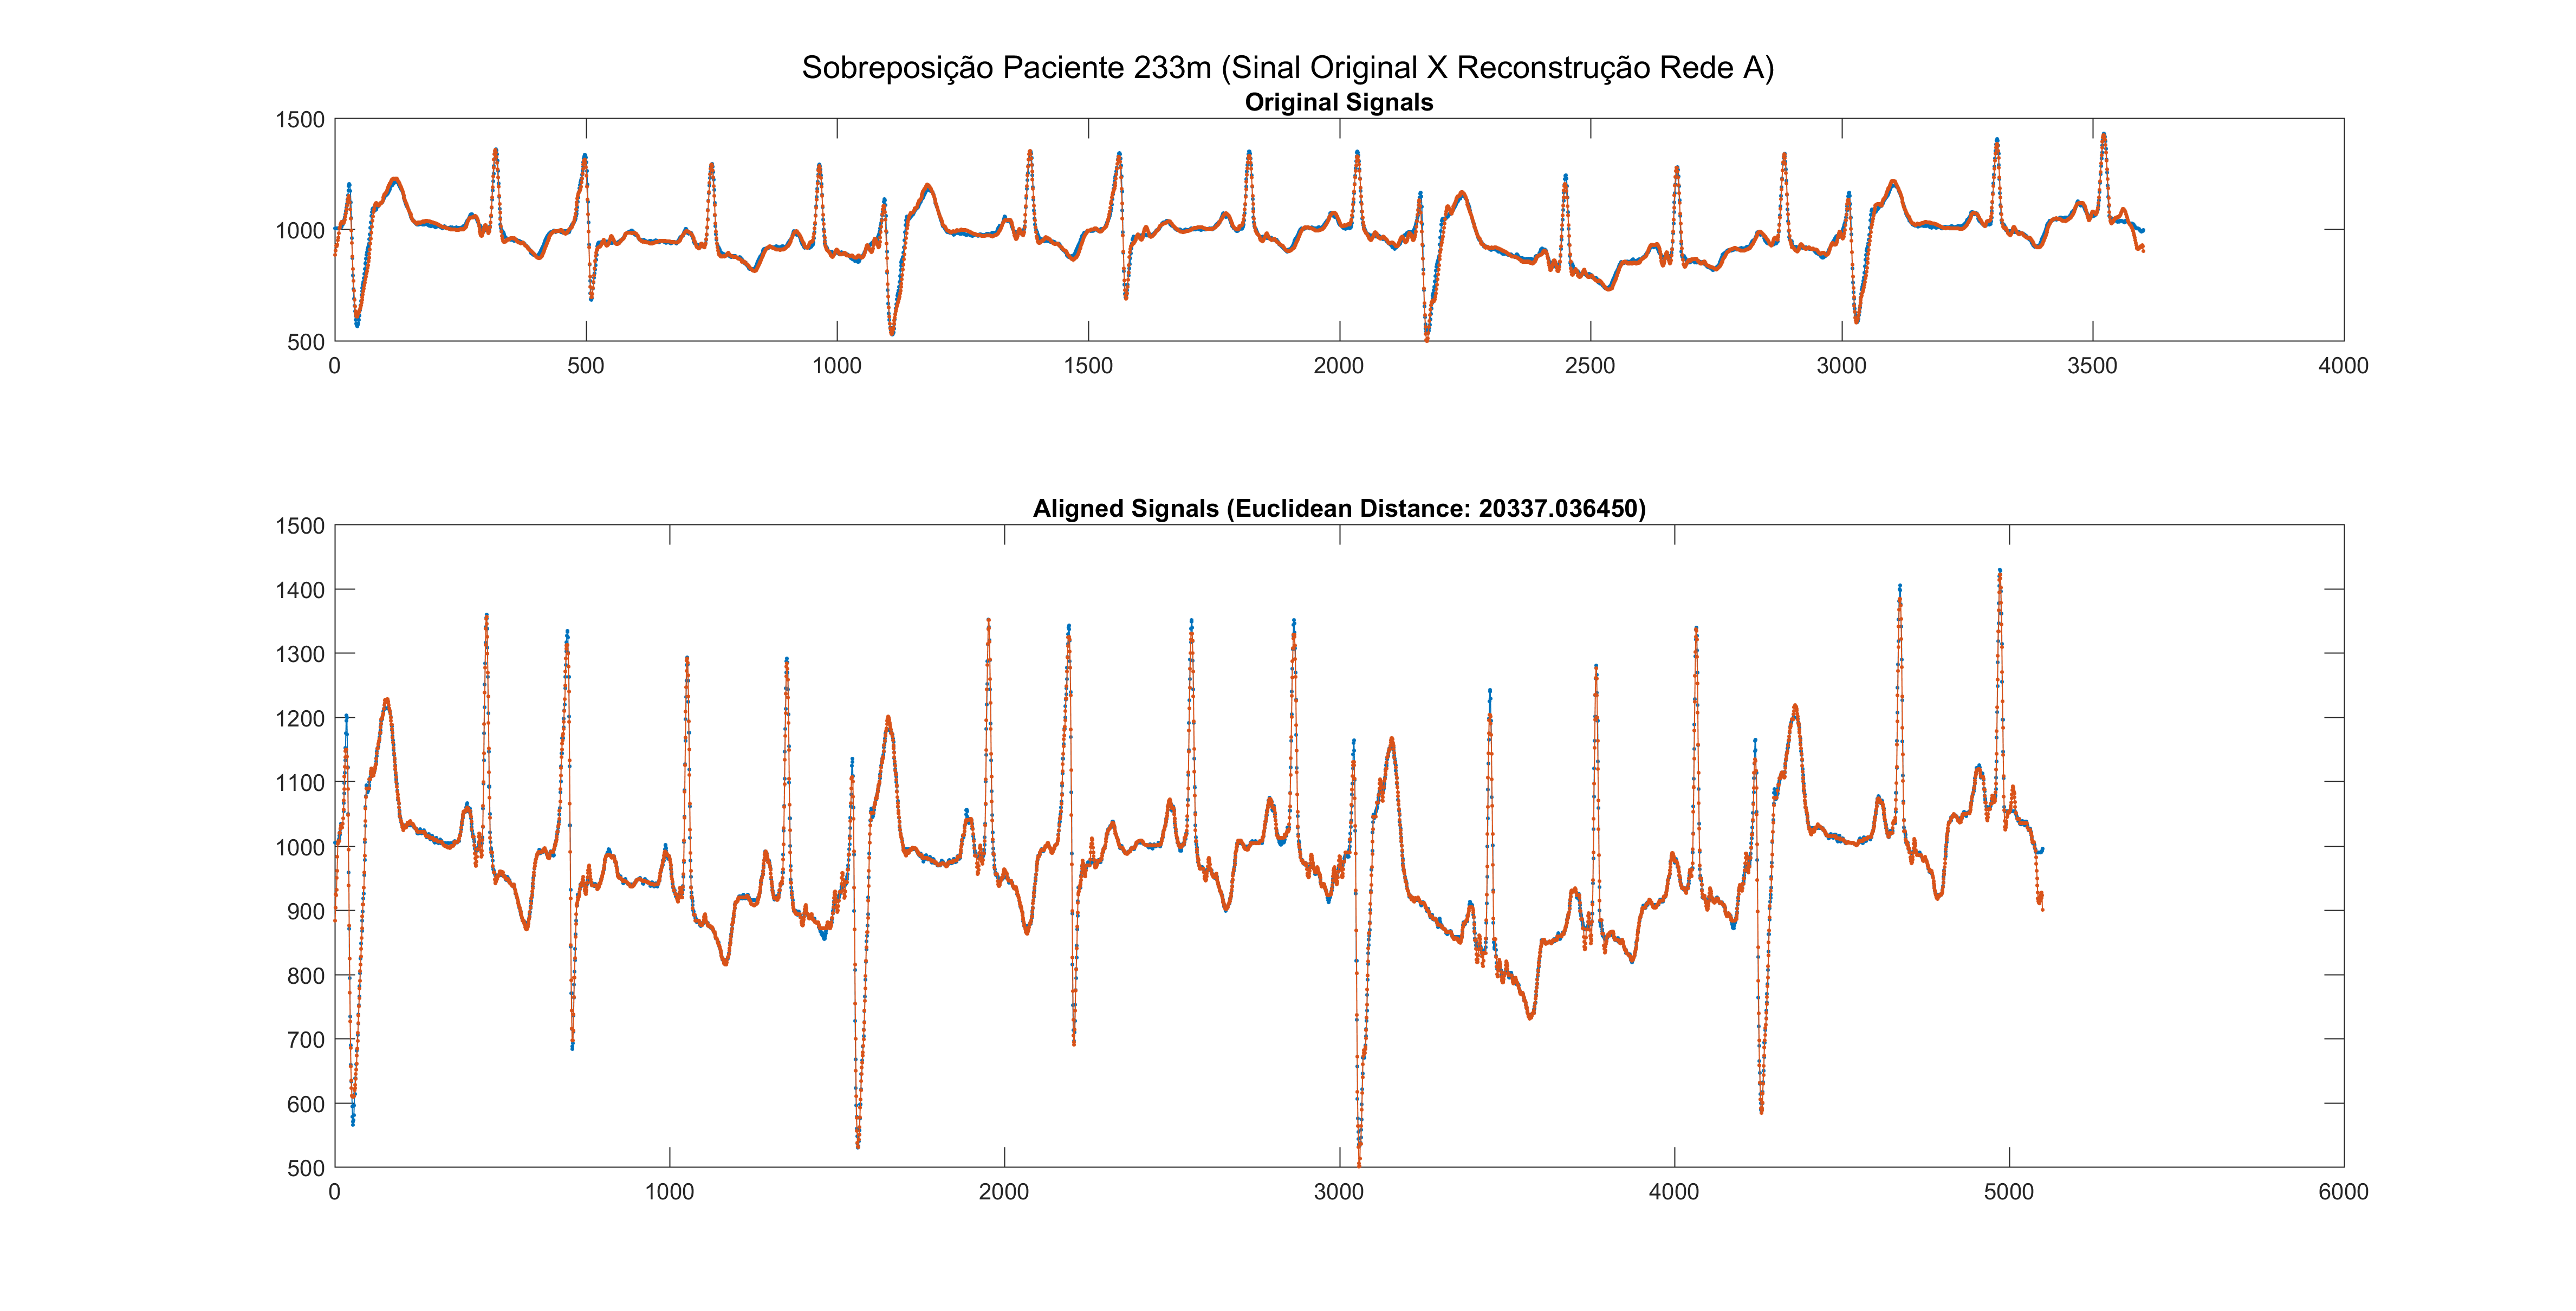 Sobreposição Paciente 233m (Sinal Original X Reconstrução Rede A)
Original Signals
1500
1000
500
0 500 1000 1500 2000 2500 3000 3500 4000
Aligned Signals (Euclidean Distance: 20337.036450)
1500
1400
1300
1200
1100
1000
900
800
700
600
500
0 1000 2000 3000 4000 5000 6000